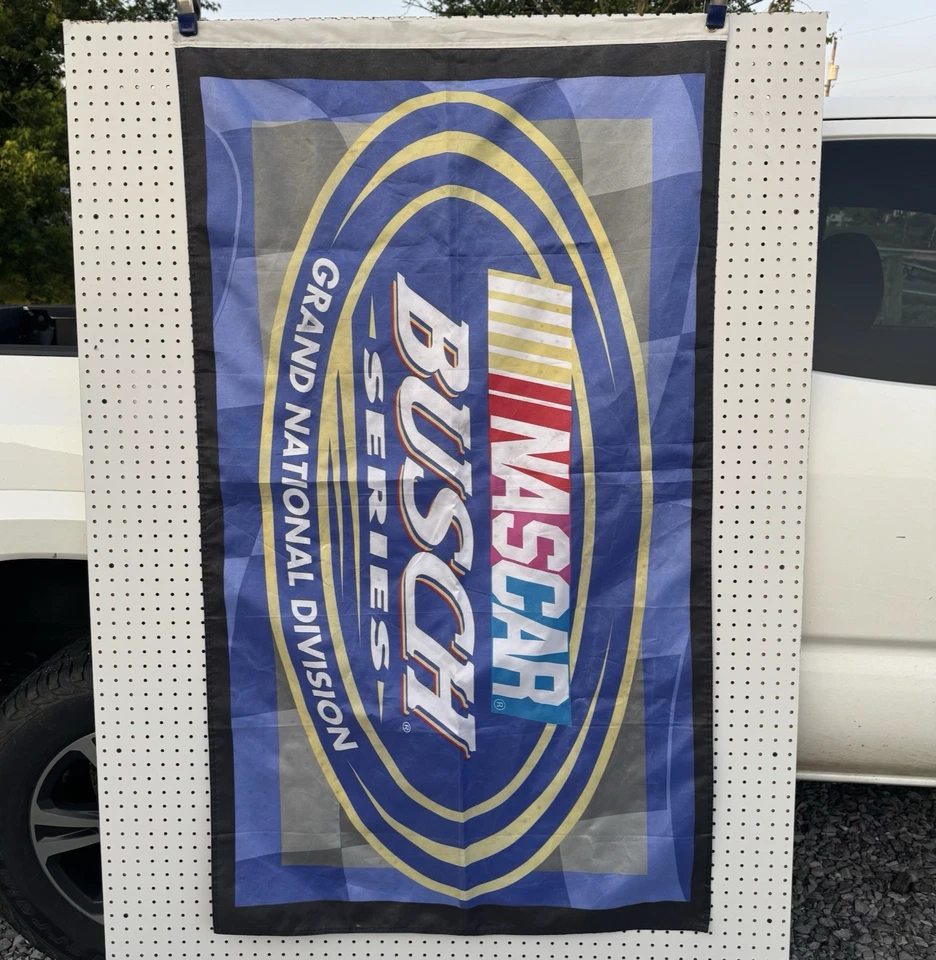 NASCAR®
BUSCH®
SERIES
GRAND NATIONAL DIVISION